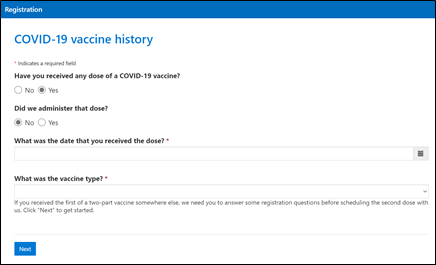 Registration
COVID-19 vaccine history
* Indicates a required field
Have you received any dose of a COVID-19 vaccine?
No Yes
Did we administer that dose?
No Yes
What was the date that you received the dose? *
What was the vaccine type? *
If you received the first of a two-part vaccine somewhere else, we need you to answer some registration questions before scheduling the second dose with
us. Click "Next" to get started.
Next